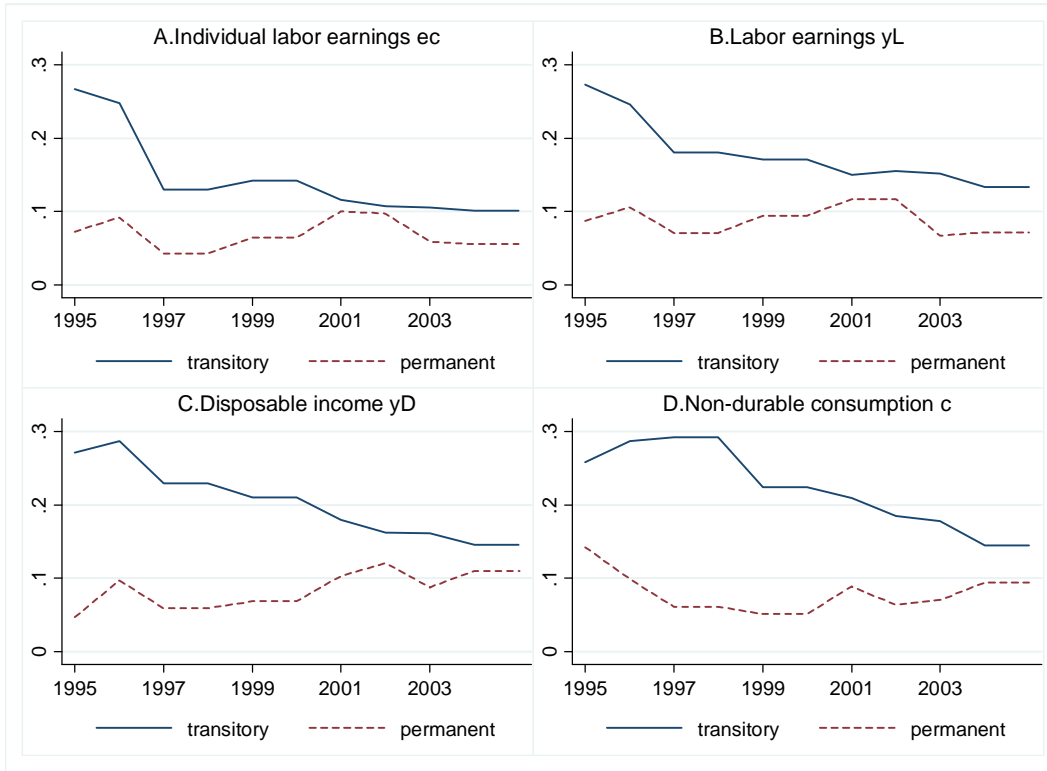 A.Individual labor earnings ec
.3
.2
.1
0
1995 1997 1999 2001 2003
transitory permanent
B.Labor earnings yL
.3
.2
.1
0
1995 1997 1999 2001 2003
transitory permanent
C.Disposable income yD
.3
.2
.1
0
1995 1997 1999 2001 2003
transitory permanent
D.Non-durable consumption c
.3
.2
.1
0
1995 1997 1999 2001 2003
transitory permanent